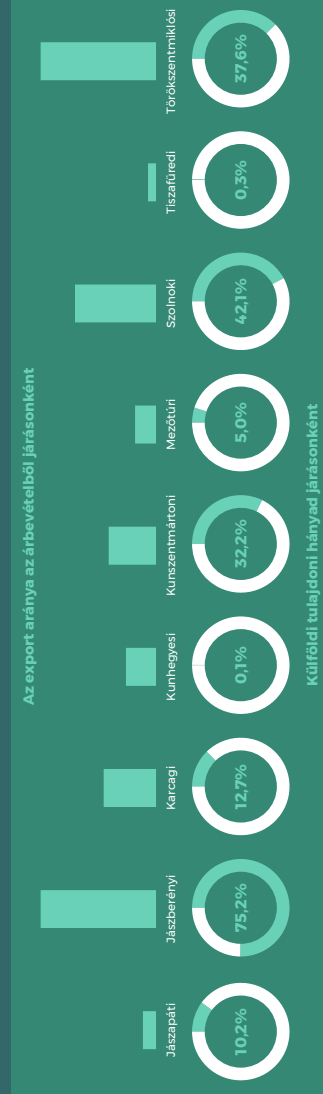 Az export aránya az árbevételből járásonként
Jászapáti
Jászberényi
Karcagi
Kunhegyesi
Kunszentmártoni
Mezőtúri
Szolnoki
Tiszafüredi
Törökszentmiklósi
10,2%
75,2%
12,7%
0,1%
32,2%
5,0%
42,1%
0,3%
37,6%
Külföldi tulajdoni hányad járásonként